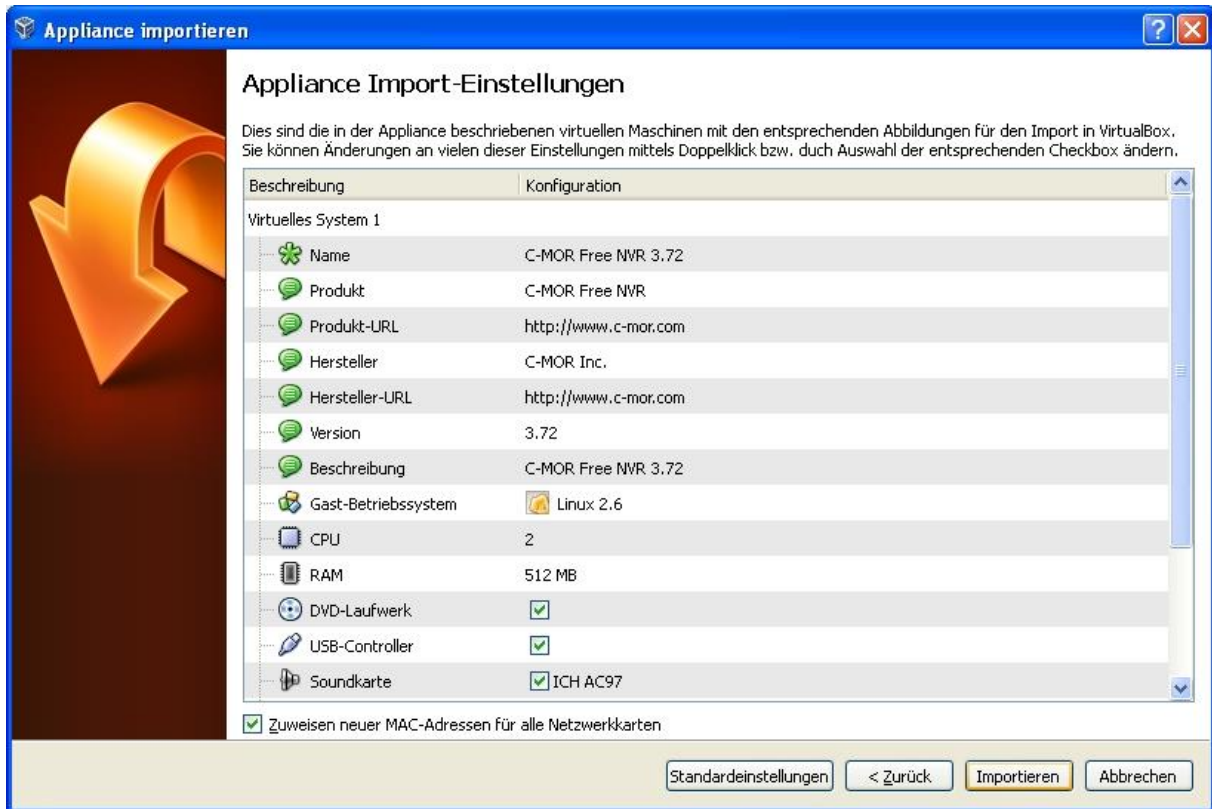 Appliance importieren
Appliance Import-Einstellungen
Dies sind die in der Appliance beschriebenen virtuellen Maschinen mit den entsprechenden Abbildungen für den Import in VirtualBox.
Sie können Änderungen an vielen dieser Einstellungen mittels Doppelklick bzw. duch Auswahl der entsprechenden Checkbox ändern.
Beschreibung Konfiguration
Virtuelles System 1
Name C-MOR Free NVR 3.72
Produkt C-MOR Free NVR
Produkt-URL http://www.c-mor.com
Hersteller C-MOR Inc.
Hersteller-URL http://www.c-mor.com
Version 3.72
Beschreibung C-MOR Free NVR 3.72
Gast-Betriebssystem Linux 2.6
CPU 2
RAM 512 MB
DVD-Laufwerk
USB-Controller
Soundkarte ICH AC97
Zuweisen neuer MAC-Adressen für alle Netzwerkkarten
Standardeinstellungen < Zurück Importieren Abbrechen